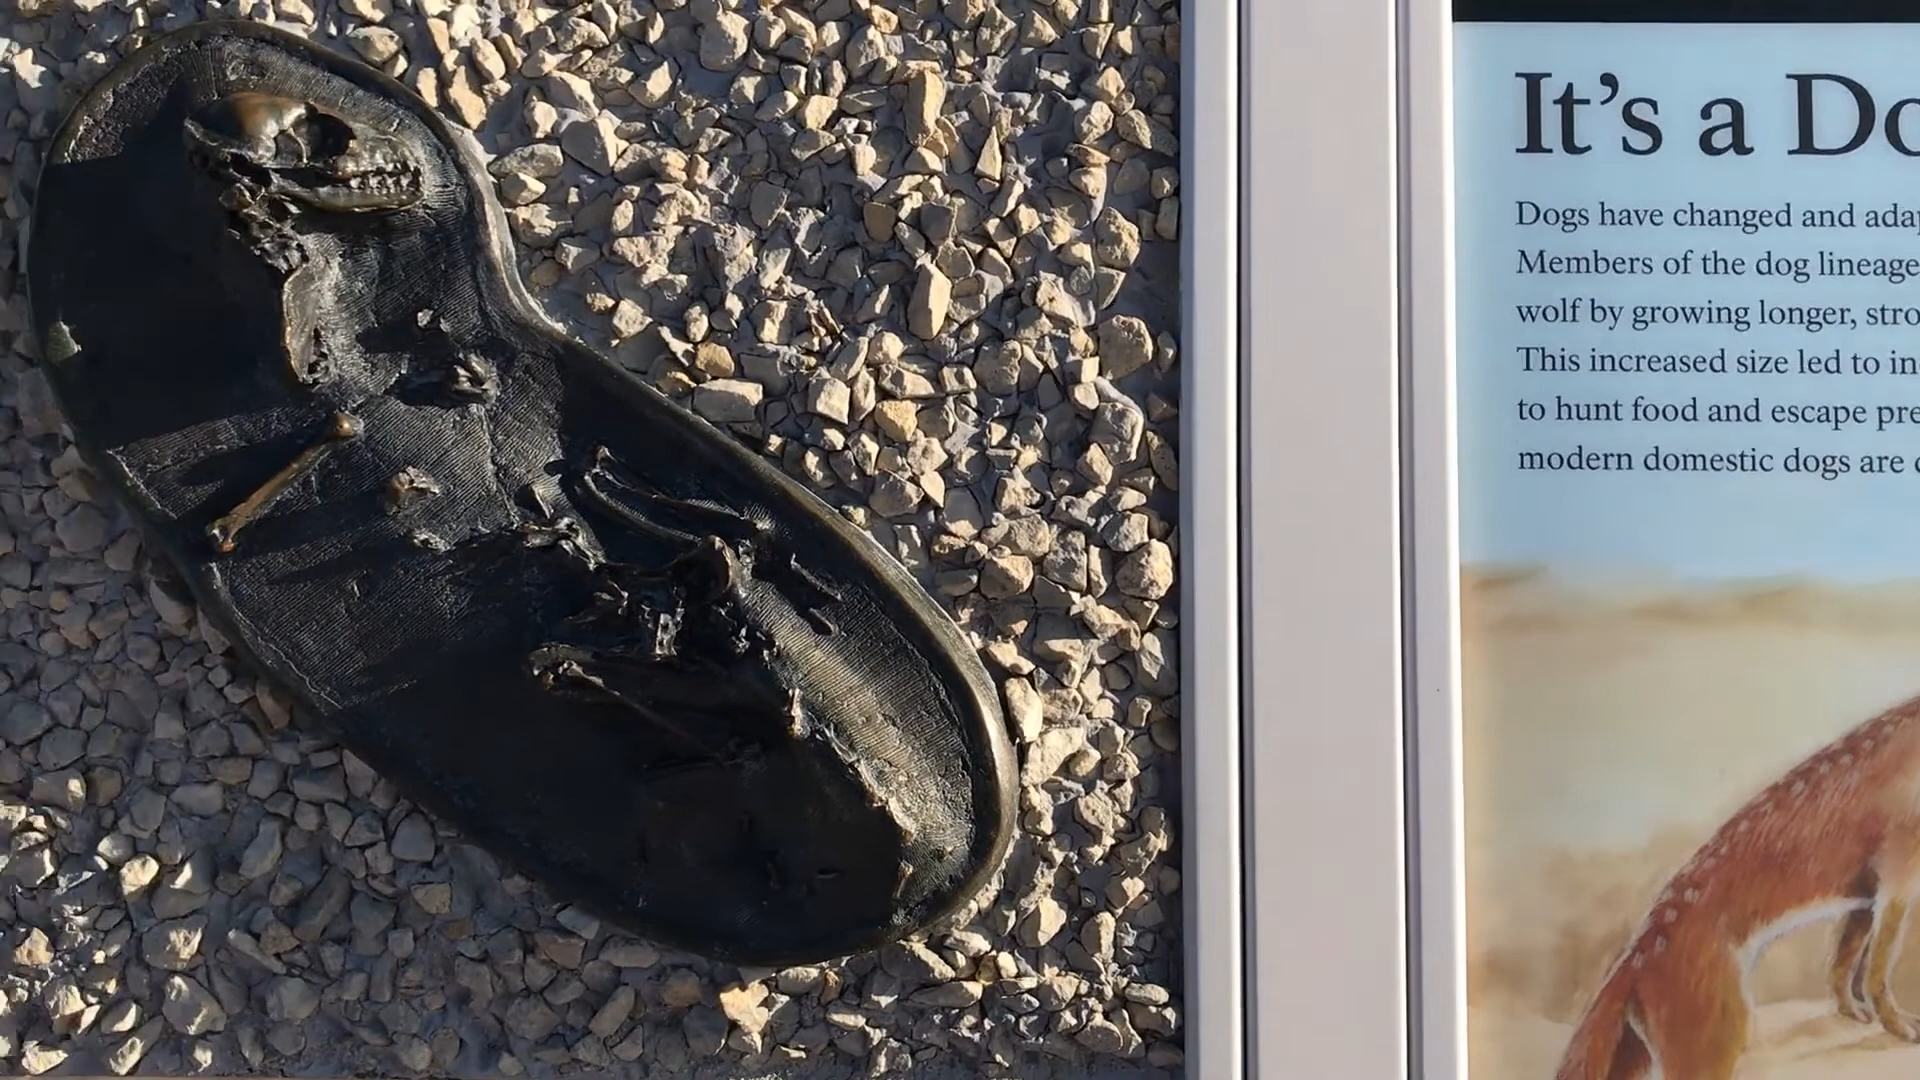 It's a
Dogs have changed and
Members of the dog lineage
wolf by growing longer,
This increased size led to
to hunt food and escape
modern domestic dogs are